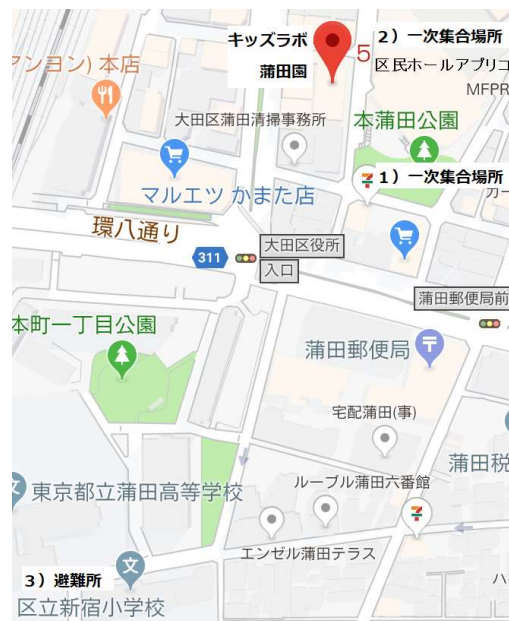 キッズラボ
蒲田園
5
2）一次集合場所
区民ホールアプリコ
MFPR
アンヨン) 本店
大田区蒲田清掃事務所
本蒲田公園
1）一次集合場所
マルエツ かまた店
カー
環八通り
311
大田区役所
入口
蒲田郵便局前
本町一丁目公園
蒲田郵便局
宅配蒲田(事)
蒲田税
東京都立蒲田高等学校
ルーブル蒲田六番館
エンゼル蒲田テラス
3）避難所
文
区立新宿小学校
ハ